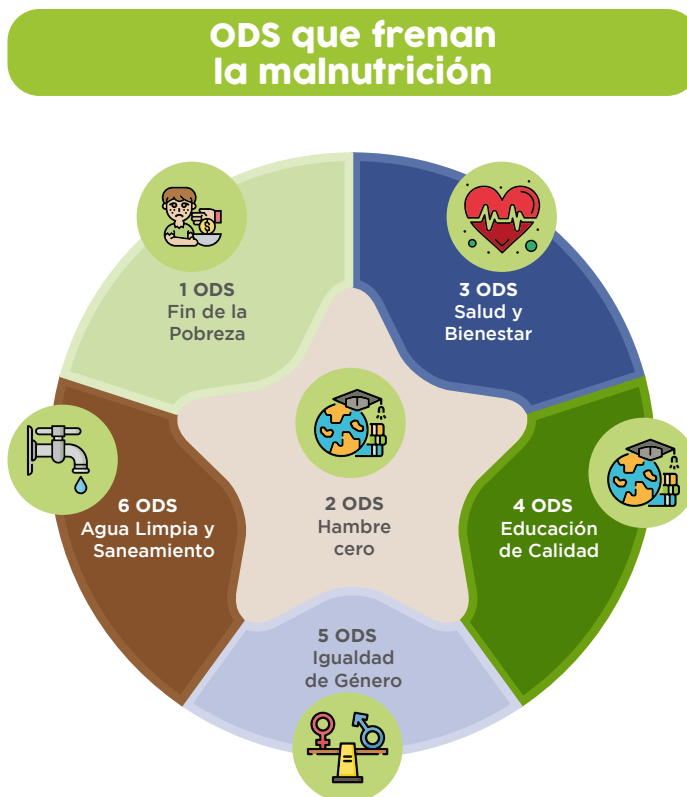 ODS que frenan
la malnutrición
1 ODS
Fin de la
Pobreza
3 ODS
Salud y
Bienestar
6 ODS
Agua Limpia y
Saneamiento
2 ODS
Hambre
cero
4 ODS
Educación
de Calidad
5 ODS
Igualdad
de Género